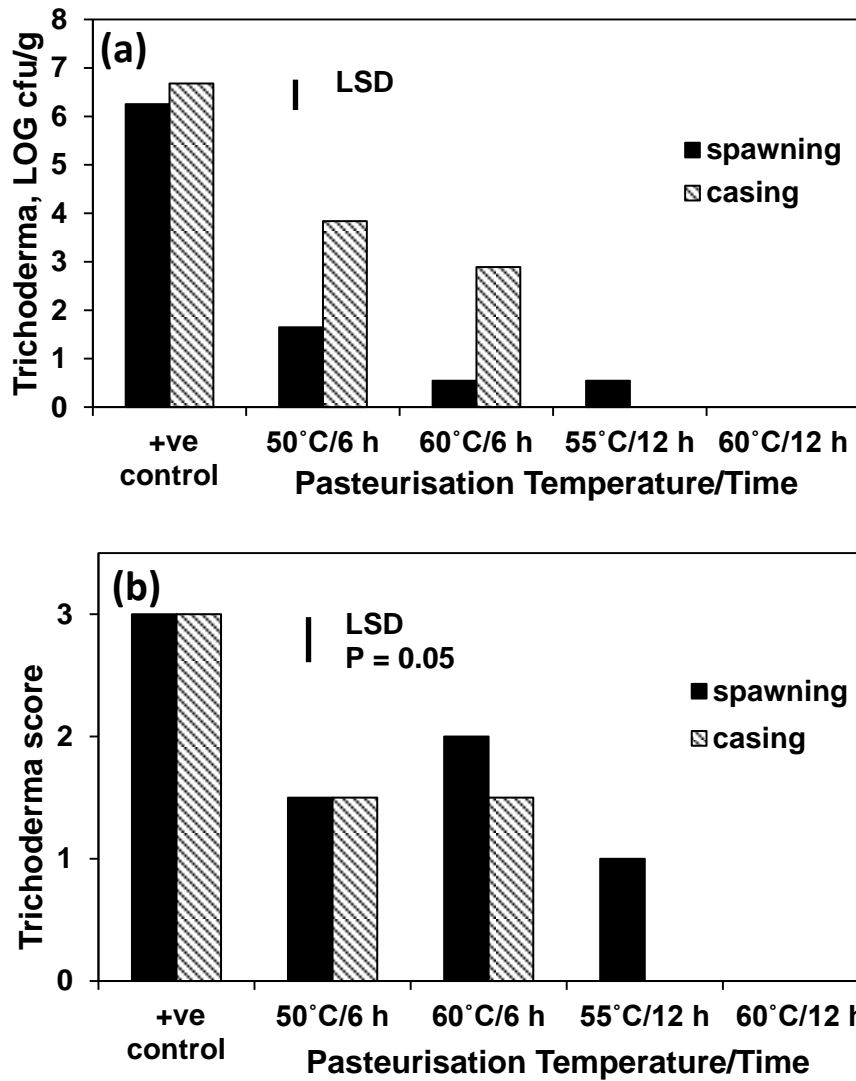 (a)
Trichoderma, LOG cfu/g
8
7
6
5
4
3
2
1
0
LSD
spawning
casing
+ve
control
50˚C/6 h
60˚C/6 h
55˚C/12 h
60˚C/12 h
Pasteurisation Temperature/Time
(b)
Trichoderma score
3
2
1
0
LSD
P = 0.05
spawning
casing
+ve
control
50˚C/6 h
60˚C/6 h
55˚C/12 h
60˚C/12 h
Pasteurisation Temperature/Time